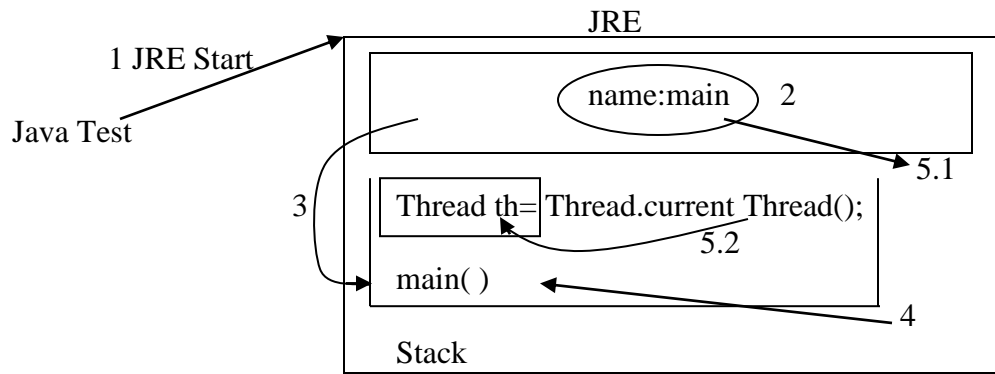 JRE
1 JRE Start
name:main 2
Java Test
5.1
3
Thread th= Thread.current Thread();
5.2
main( )
4
Stack